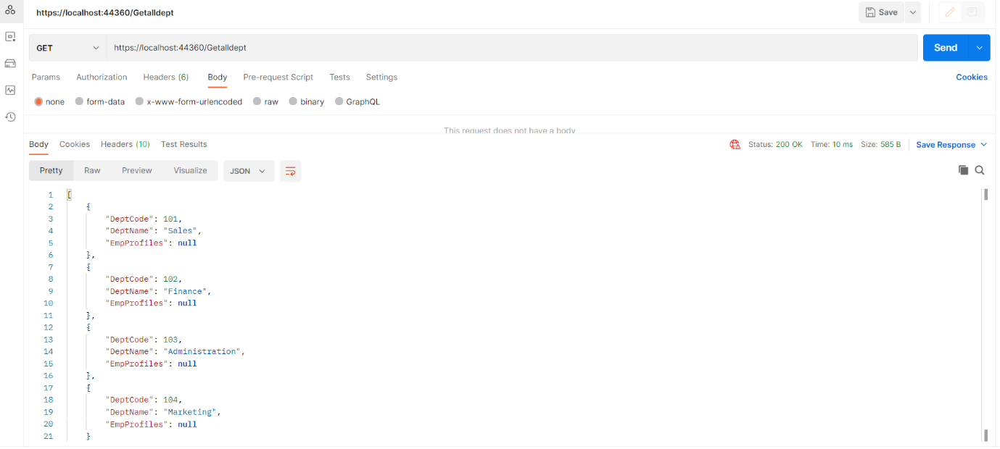 https://localhost:44360/Getalldept
Save
GET https://localhost:44360/Getalldept Send
Params Authorization Headers (6) Body Pre-request Script Tests Settings Cookies
none form-data x-www-form-urlencoded raw binary GraphQL
This request does not have a body
Body Cookies Headers (10) Test Results Status: 200 OK Time: 10 ms Size: 585 B Save Response
Pretty Raw Preview Visualize JSON
1 [
2 {
3 "DeptCode": 101,
4 "DeptName": "Sales",
5 "EmpProfiles": null
6 },
7 {
8 "DeptCode": 102,
9 "DeptName": "Finance",
10 "EmpProfiles": null
11 },
12 {
13 "DeptCode": 103,
14 "DeptName": "Administration",
15 "EmpProfiles": null
16 },
17 {
18 "DeptCode": 104,
19 "DeptName": "Marketing",
20 "EmpProfiles": null
21 }